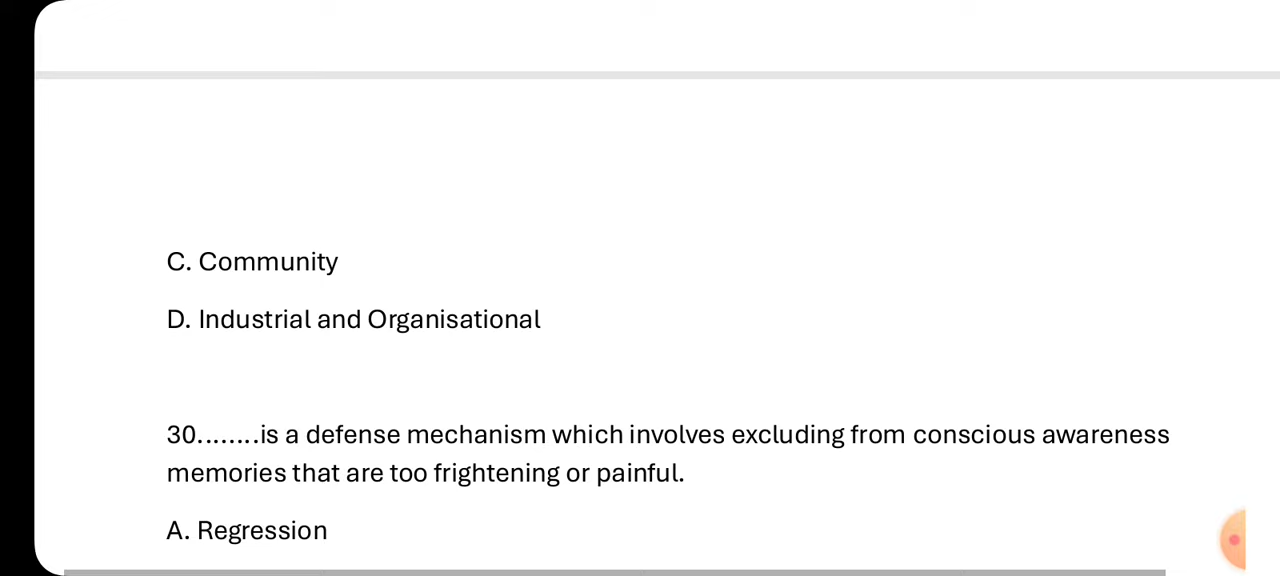 C. Community
D. Industrial and Organisational
30........is a defense mechanism which involves excluding from conscious awareness
memories that are too frightening or painful.
A. Regression